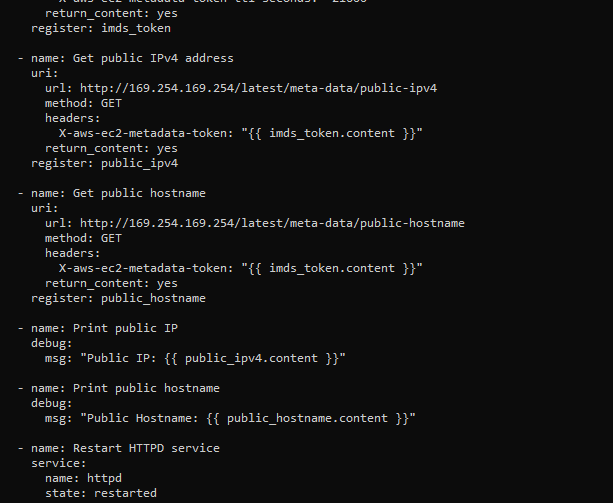 return_content: yes
register: imds_token
- name: Get public IPv4 address
uri:
url: http://169.254.169.254/latest/meta-data/public-ipv4
method: GET
headers:
X-aws-ec2-metadata-token: "{{ imds_token.content }}"
return_content: yes
register: public_ipv4
- name: Get public hostname
uri:
url: http://169.254.169.254/latest/meta-data/public-hostname
method: GET
headers:
X-aws-ec2-metadata-token: "{{ imds_token.content }}"
return_content: yes
register: public_hostname
- name: Print public IP
debug:
msg: "Public IP: {{ public_ipv4.content }}"
- name: Print public hostname
debug:
msg: "Public Hostname: {{ public_hostname.content }}"
- name: Restart HTTPD service
service:
name: httpd
state: restarted